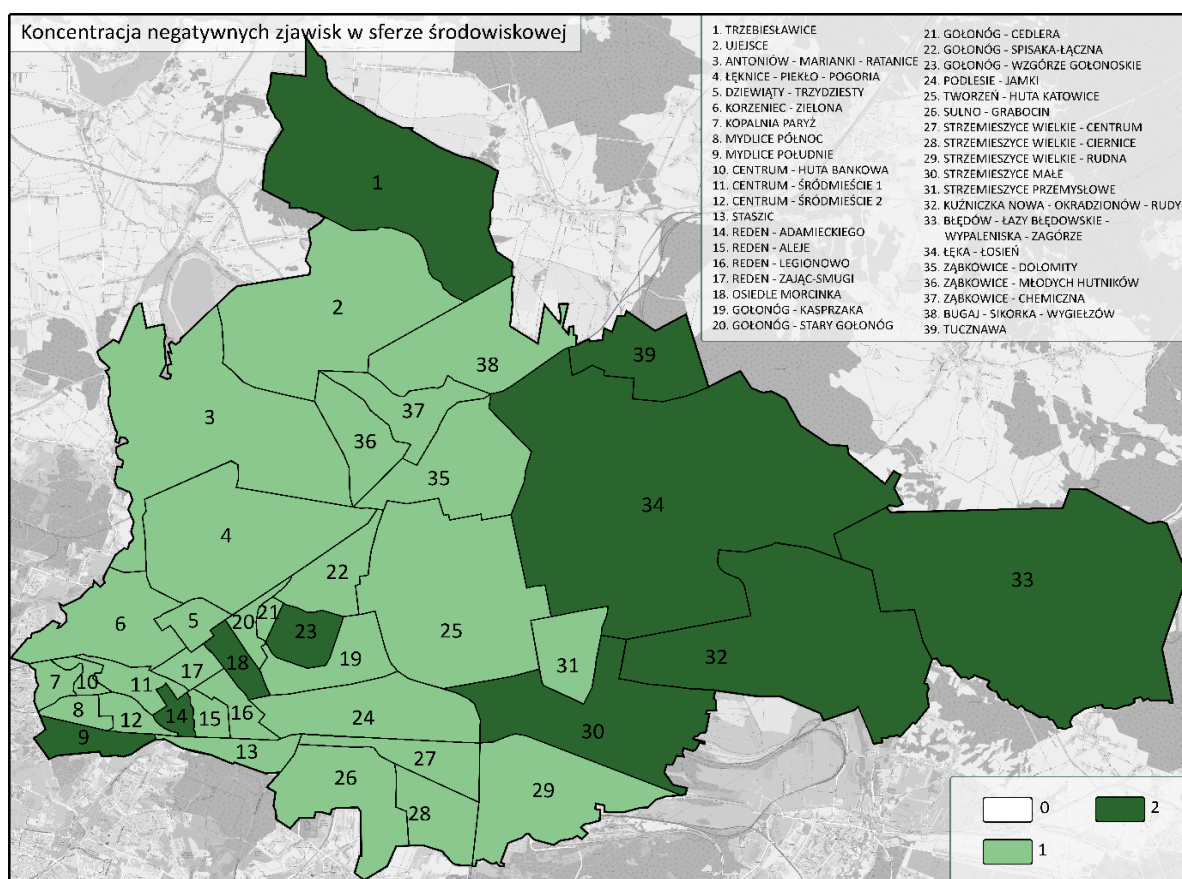 Koncentracja negatywnych zjawisk w sferze środowiskowej
1. TRZEBIESŁAWICE
2. UJEJSCE
3. ANTONIÓW - MARIANKI - RATANICE
4. ŁĘKNICE - PIEKŁO - POGORIA
5. DZIEWIĄTY - TRZYDZIESTY
6. KORZENIEC - ZIELONA
7. KOPALNIA PARYŻ
8. MYDLICE PÓŁNOC
9. MYDLICE POŁUDNIE
10. CENTRUM - HUTA BANKOWA
11. CENTRUM - ŚRÓDMIEŚCIE 1
12. CENTRUM - ŚRÓDMIEŚCIE 2
13. STASZIC
14. REDEN - ADAMIECKIEGO
15. REDEN - ALEJE
16. REDEN - LEGIONOWO
17. REDEN - ZAJĄC-SMUGI
18. OSIEDLE MORCINKA
19. GOŁONÓG - KASPRZAKA
20. GOŁONÓG - STARY GOŁONÓG
21. GOŁONÓG - CEDLERA
22. GOŁONÓG - SPISAKA-ŁĄCZNA
23. GOŁONÓG - WZGÓRZE GOŁONOSKIE
24. PODLESIE - JAMKI
25. TWORZEŃ - HUTA KATOWICE
26. SULNO - GRABOCIN
27. STRZEMIESZYCE WIELKIE - CENTRUM
28. STRZEMIESZYCE WIELKIE - CIERNICE
29. STRZEMIESZYCE WIELKIE - RUDNA
30. STRZEMIESZYCE MAŁE
31. STRZEMIESZYCE PRZEMYSŁOWE
32. KUŹNICZKA NOWA - OKRADZIONÓW - RUDY
33. BŁĘDÓW - ŁAZY BŁĘDOWSKIE -
WYPALENISKA - ZAGÓRZE
34. ŁĘKA - ŁOSIEŃ
35. ZĄBKOWICE - DOLOMITY
36. ZĄBKOWICE - MŁODYCH HUTNIKÓW
37. ZĄBKOWICE - CHEMICZNA
38. BUGAJ - SIKORKA - WYGIEŁZÓW
39. TUCZNAWA
1
2
39
38
3
37
36
35
34
4
22
33
6
5
20
21
23
25
19
18
31
32
17
7
10
11
16
8
12
14
15
24
30
9
13
27
26
29
28
0
2
1